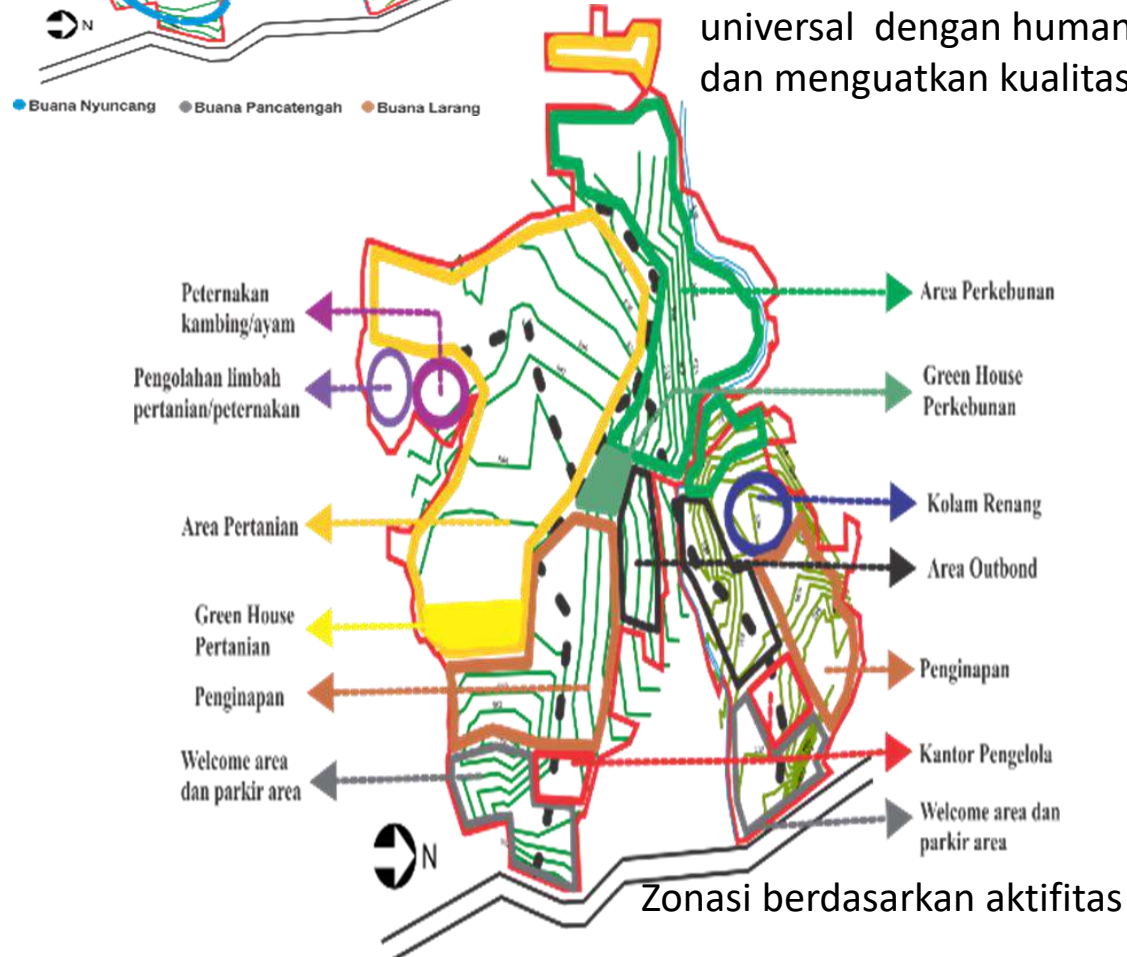 universal dengan human
dan menguatkan kualitas
N
Buana Nyuncang
Buana Pancatengah
Buana Larang
Peternakan
kambing/ayam
Pengolahan limbah
pertanian/peternakan
Area Pertanian
Green House
Pertanian
Penginapan
Welcome area
dan parkir area
Area Perkebunan
Green House
Perkebunan
Kolam Renang
Area Outbond
Penginapan
Kantor Pengelola
Welcome area dan
parkir area
N
Zonasi berdasarkan aktifitas